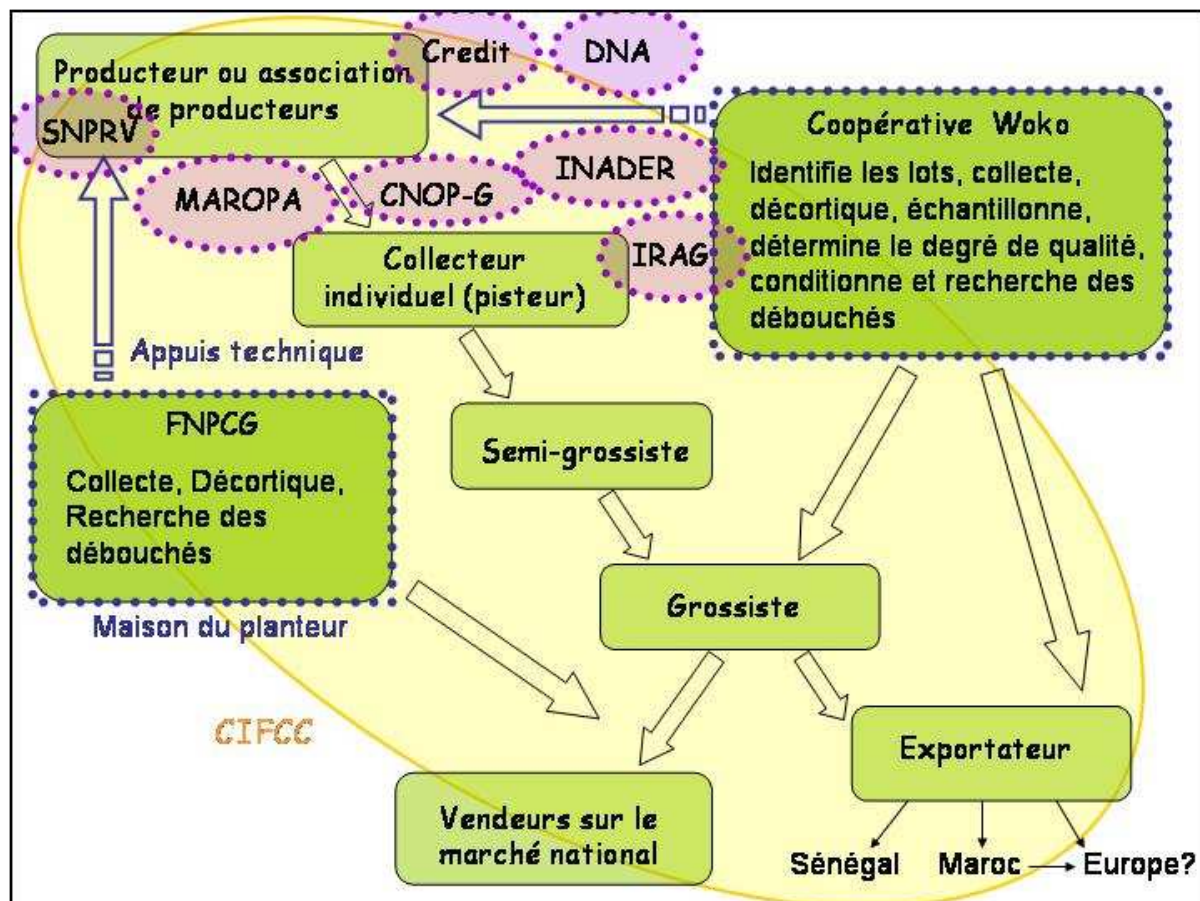 Credit
DNA
Producteur ou association
de producteurs
SNPRV
Coopérative Woko
Identifie les lots, collecte,
décortique, échantillonne,
détermine le degré de qualité,
conditionne et recherche des
débouchés
MAROPA
CNOP-G
INADER
IRAG
Collecteur
individuel (pisteur)
Appuis technique
FNPCG
Collecte, Décortique,
Recherche des
débouchés
Maison du planteur
Semi-grossiste
Grossiste
CIFCC
Exportateur
Vendeurs sur le
marché national
Sénégal
Maroc
Europe?